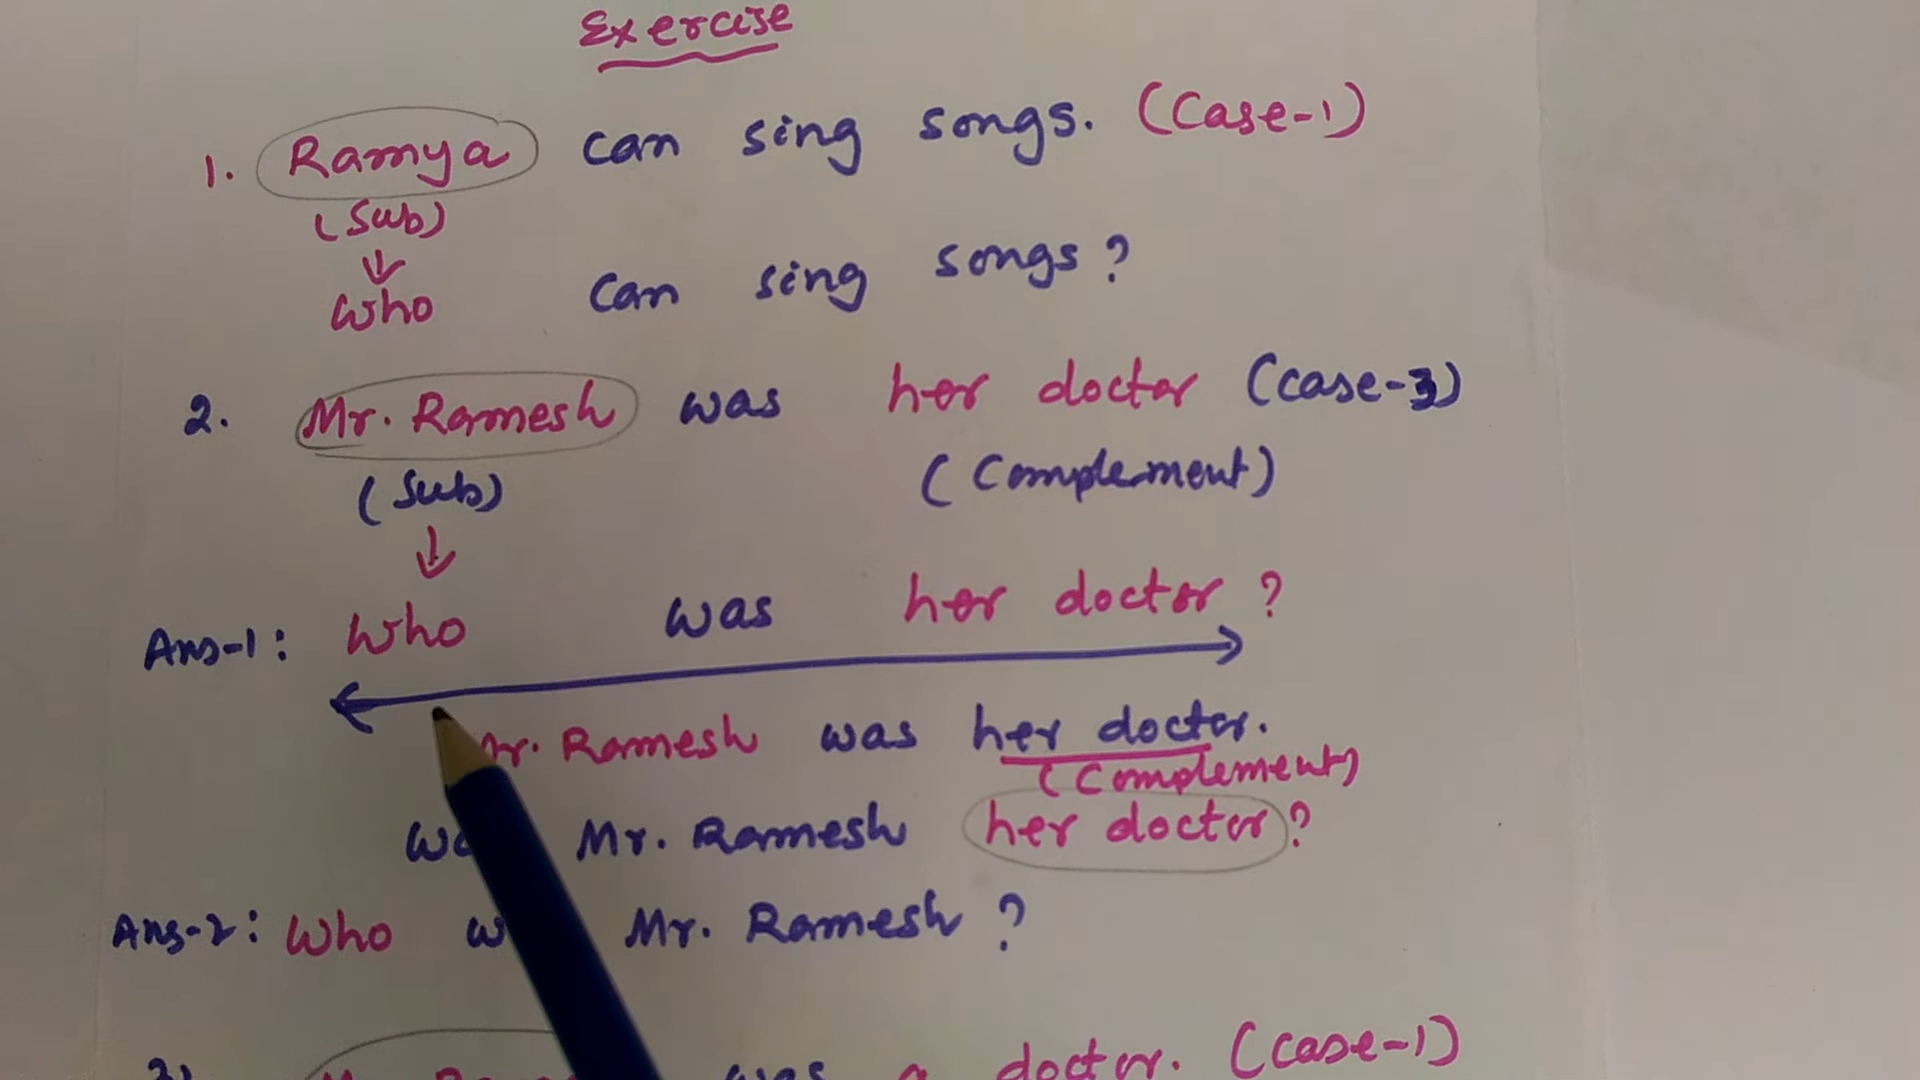 Exercise
1. Ramya can sing songs. (Case-1)
(Sub)
Who can sing songs?
2. Mr. Ramesh was her doctor (Case-3)
(Sub) (Complement)
Ans-1: Who was her doctor?
Ramesh was her doctor.
(Complement)
Mr. Ramesh her doctor?
Ans-2: Who Mr. Ramesh?
was a doctor. (Case-1)